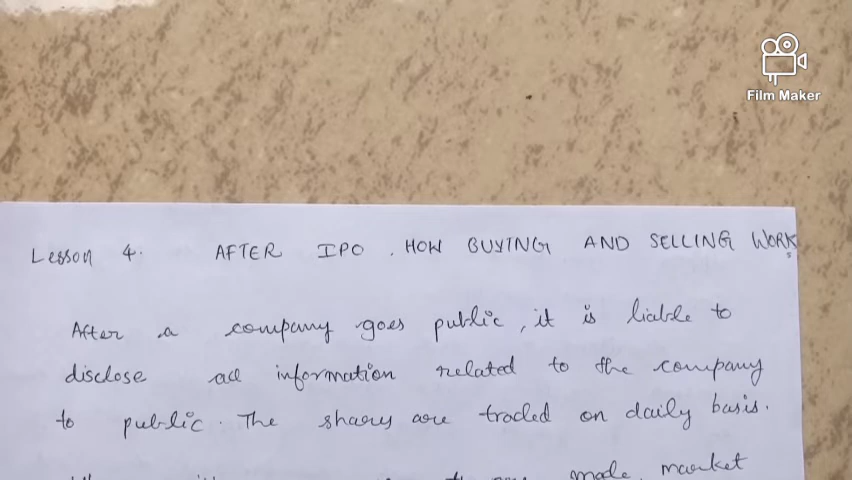 Film Maker
Lesson 4. AFTER IPO . HOW BUYING AND SELLING WORKS
After a company goes public, it is liable to
disclose all information related to the company
to public. The shares are traded on daily basis.
made market